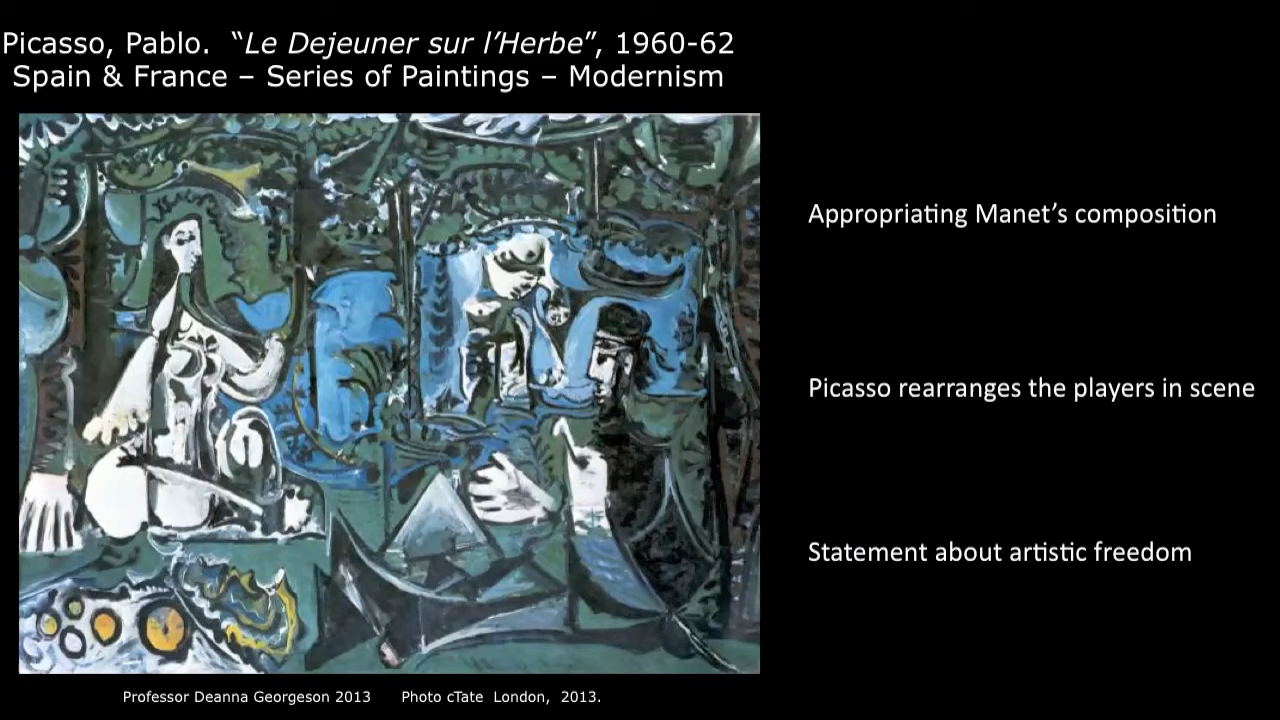 Picasso, Pablo.  “Le Dejeuner sur l’Herbe”, 1960-62
Spain & France – Series of Paintings – Modernism
Appropriating Manet’s composition
Picasso rearranges the players in scene
Statement about artistic freedom
Professor Deanna Georgeson 2013      Photo cTate  London,  2013.